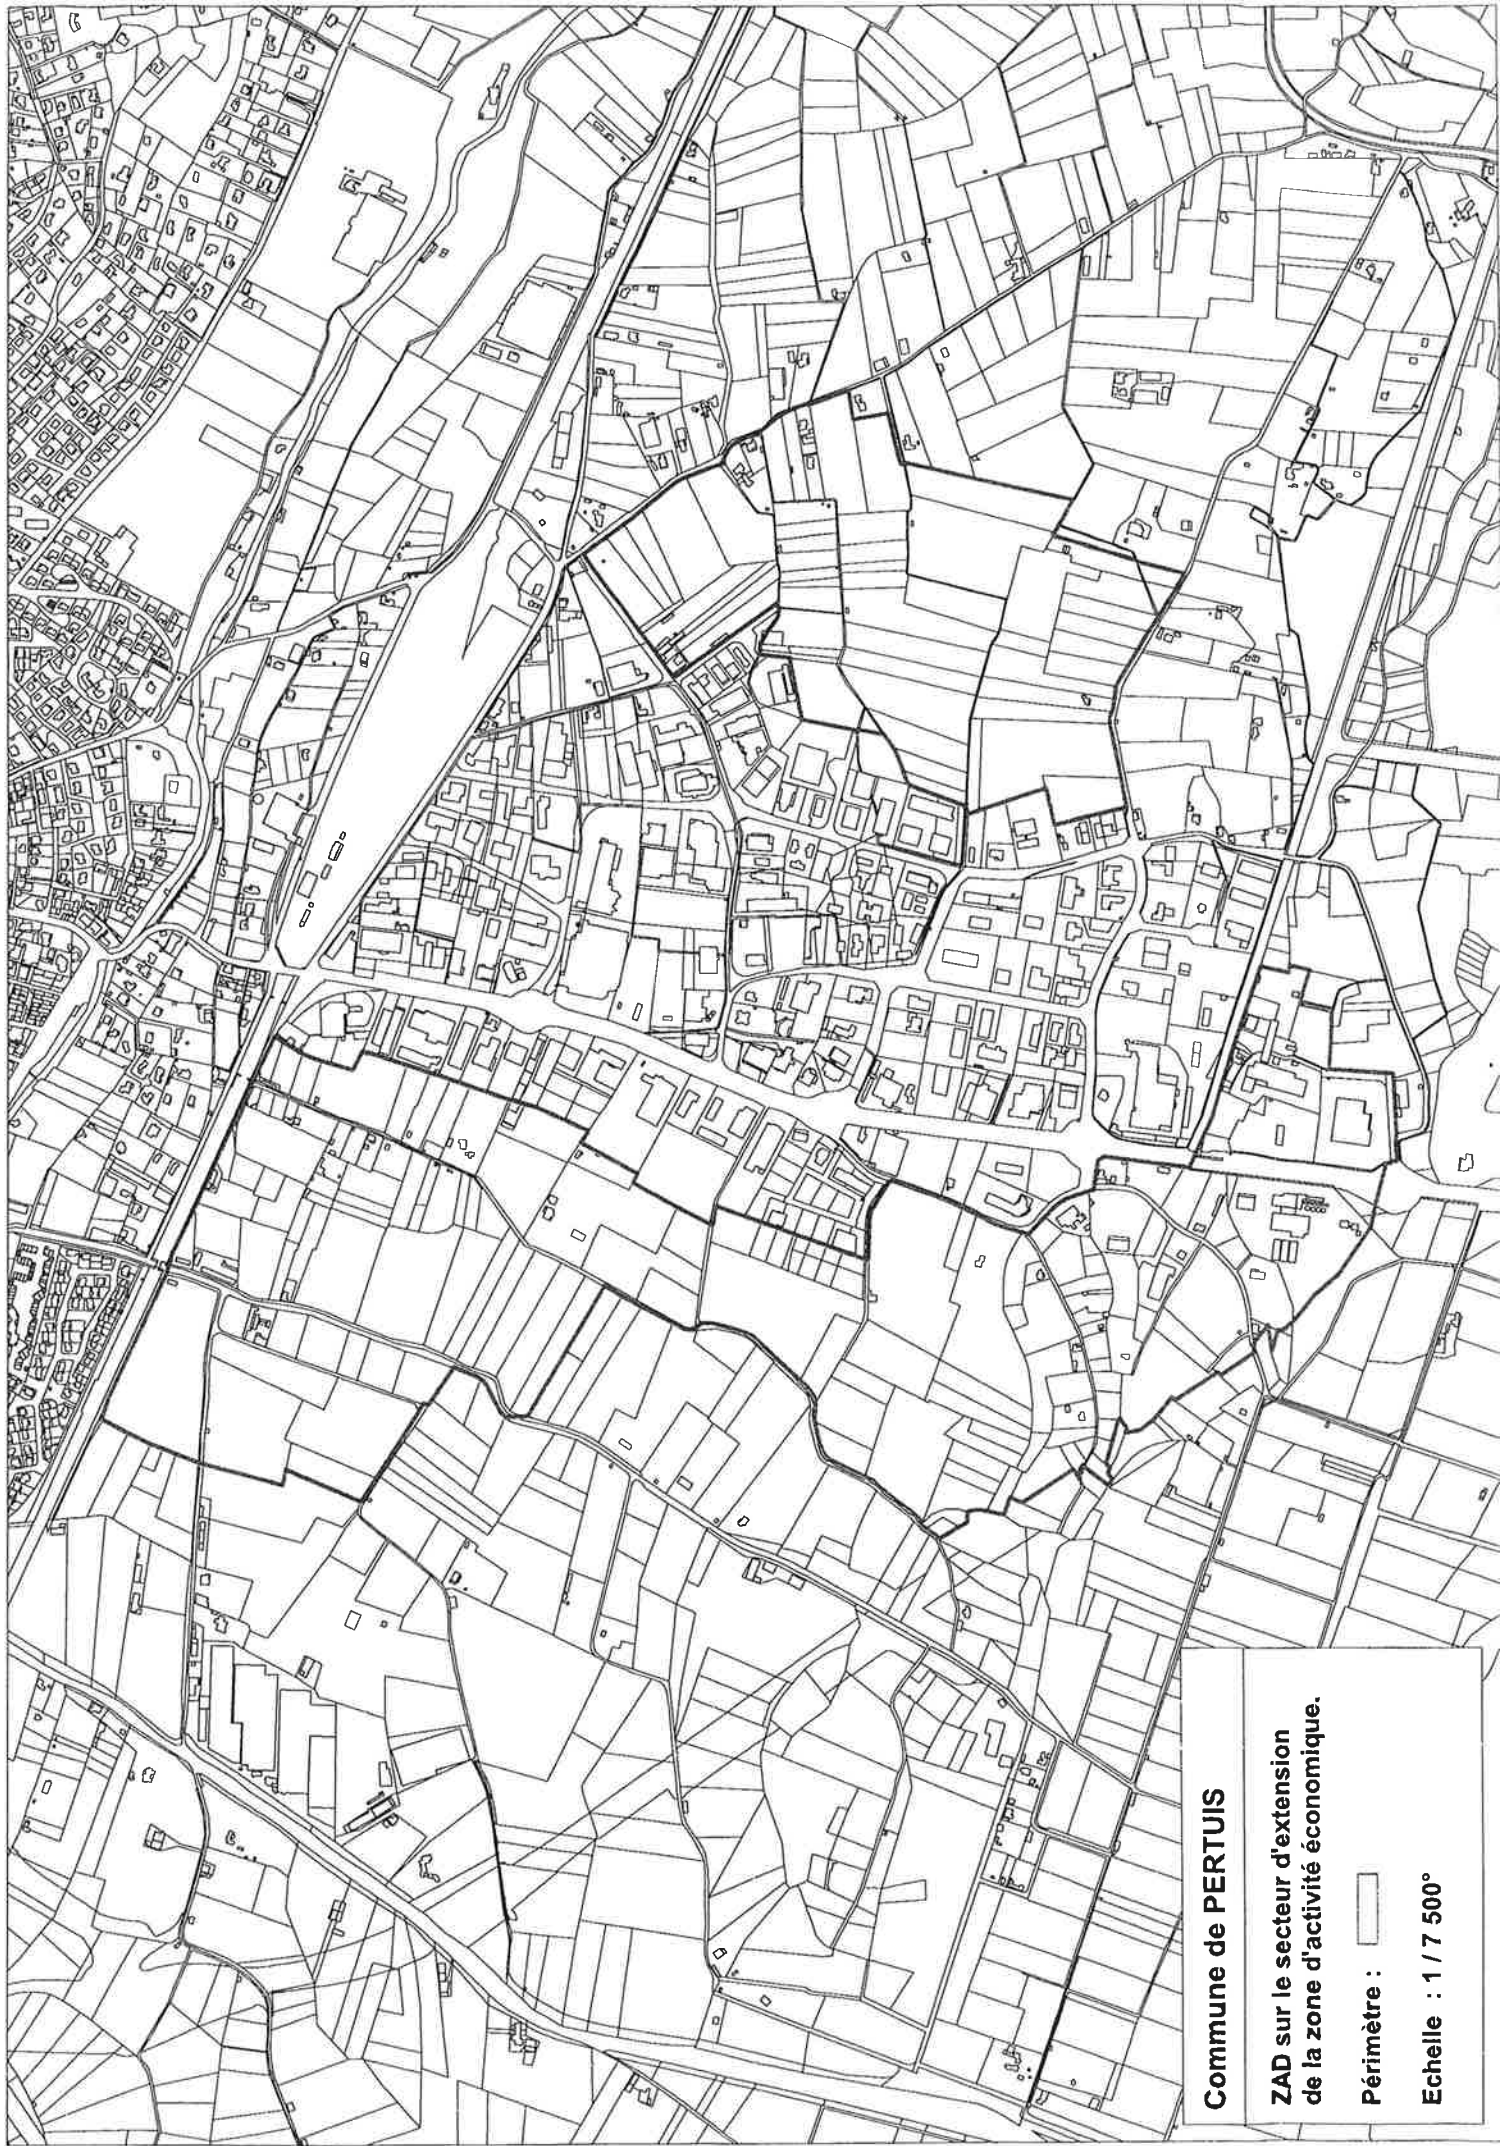 Commune de PERTUIS
ZAD sur le secteur d'extension
de la zone d'activité économique.
Périmètre :
Echelle : 1 / 7 500°